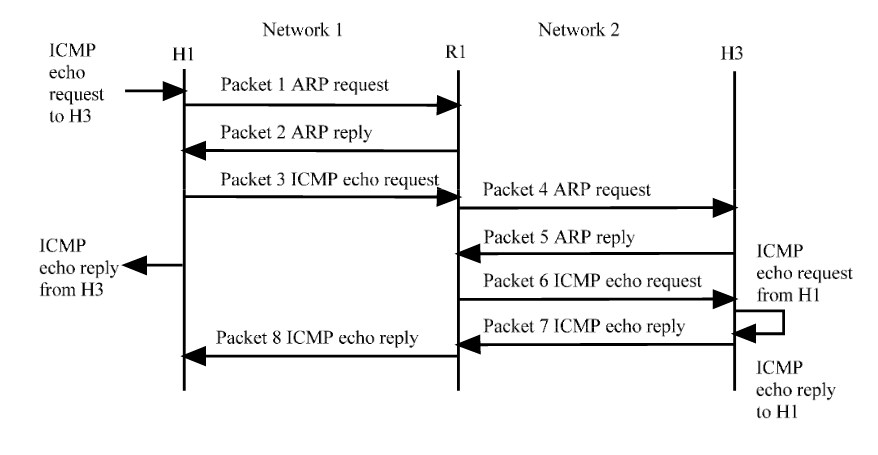 Network 1
Network 2
ICMP
echo
request
to H3
H1
R1
H3
Packet 1 ARP request
Packet 2 ARP reply
Packet 3 ICMP echo request
Packet 4 ARP request
Packet 5 ARP reply
ICMP
echo reply
from H3
ICMP
echo request
from H1
Packet 6 ICMP echo request
Packet 7 ICMP echo reply
Packet 8 ICMP echo reply
ICMP
echo reply
to H1